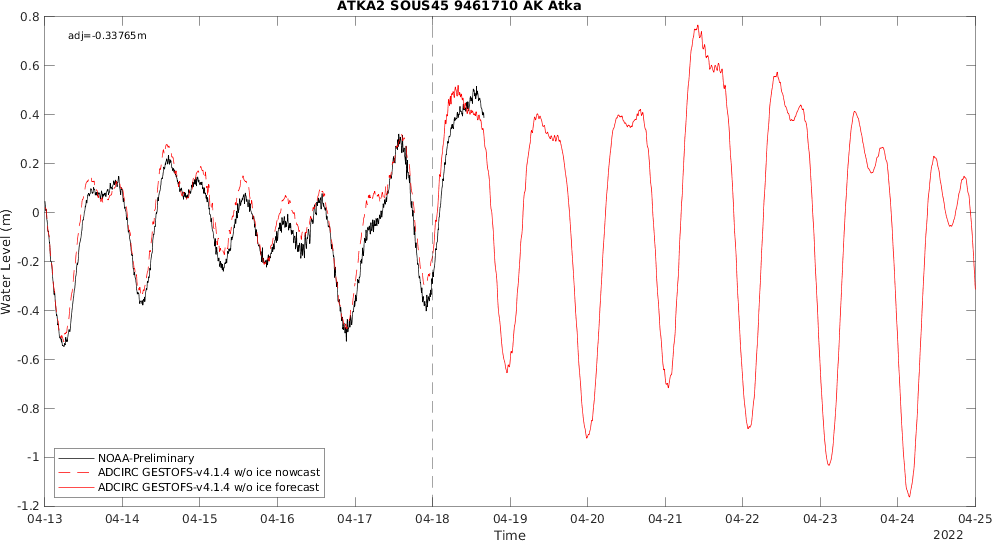 ATKA2 SOUS45 9461710 AK Atka
adj=-0.33765m
0.8
0.6
0.4
0.2
0
-0.2
-0.4
-0.6
-0.8
-1
-1.2
Water Level (m)
NOAA-Preliminary
ADCIRC GESTOFS-v4.1.4 w/o ice nowcast
ADCIRC GESTOFS-v4.1.4 w/o ice forecast
04-13 04-14 04-15 04-16 04-17 04-18 04-19 04-20 04-21 04-22 04-23 04-24 04-25
Time
2022